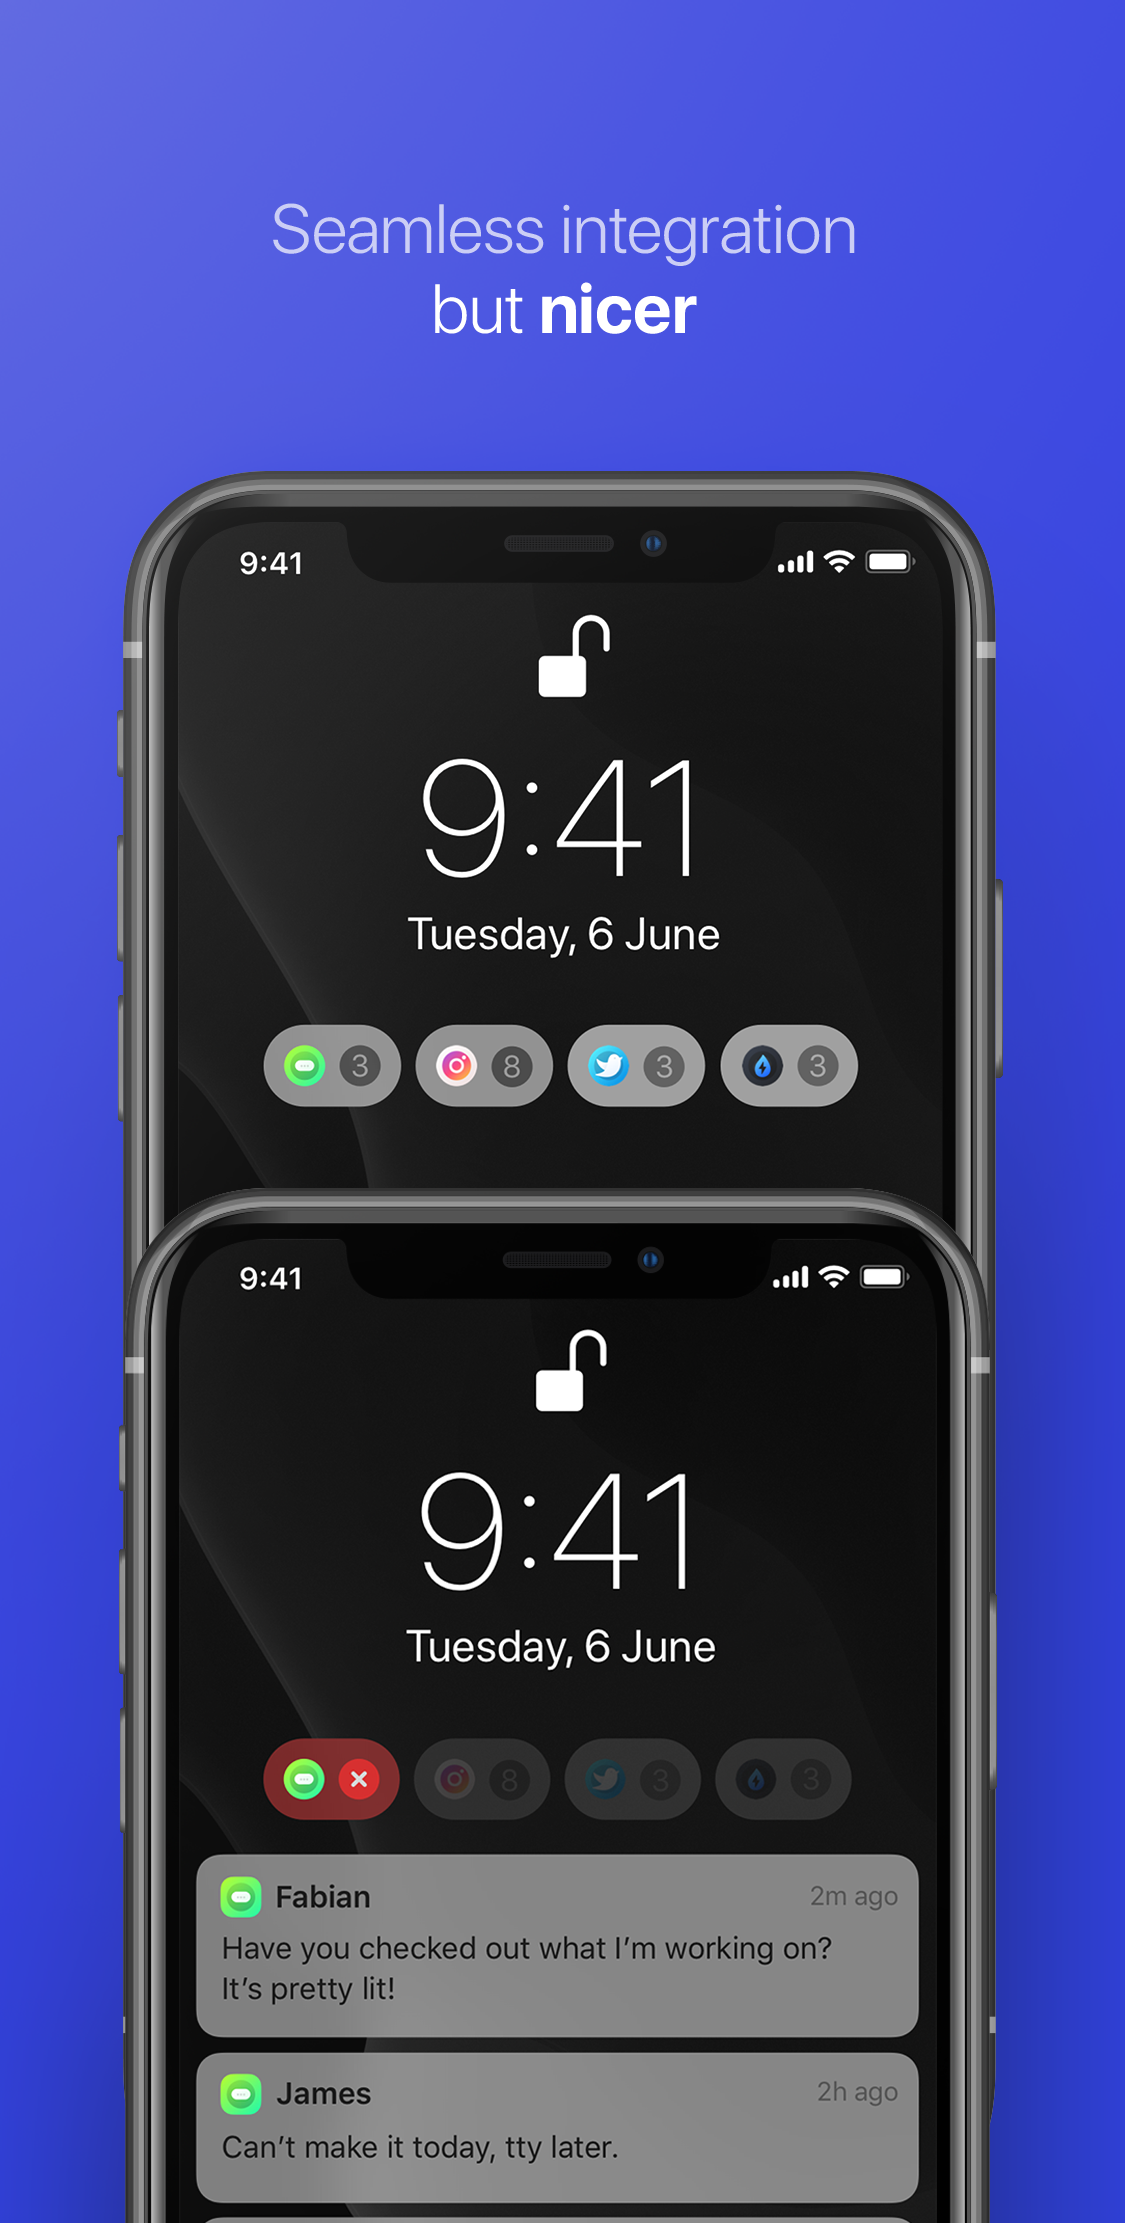 Seamless integration
but nicer
9:41
9:41
Tuesday, 6 June
3
8
3
3
9:41
9:41
Tuesday, 6 June
8
3
3
Fabian
2m ago
Have you checked out what I'm working on?
It's pretty lit!
James
2h ago
Can't make it today, tty later.